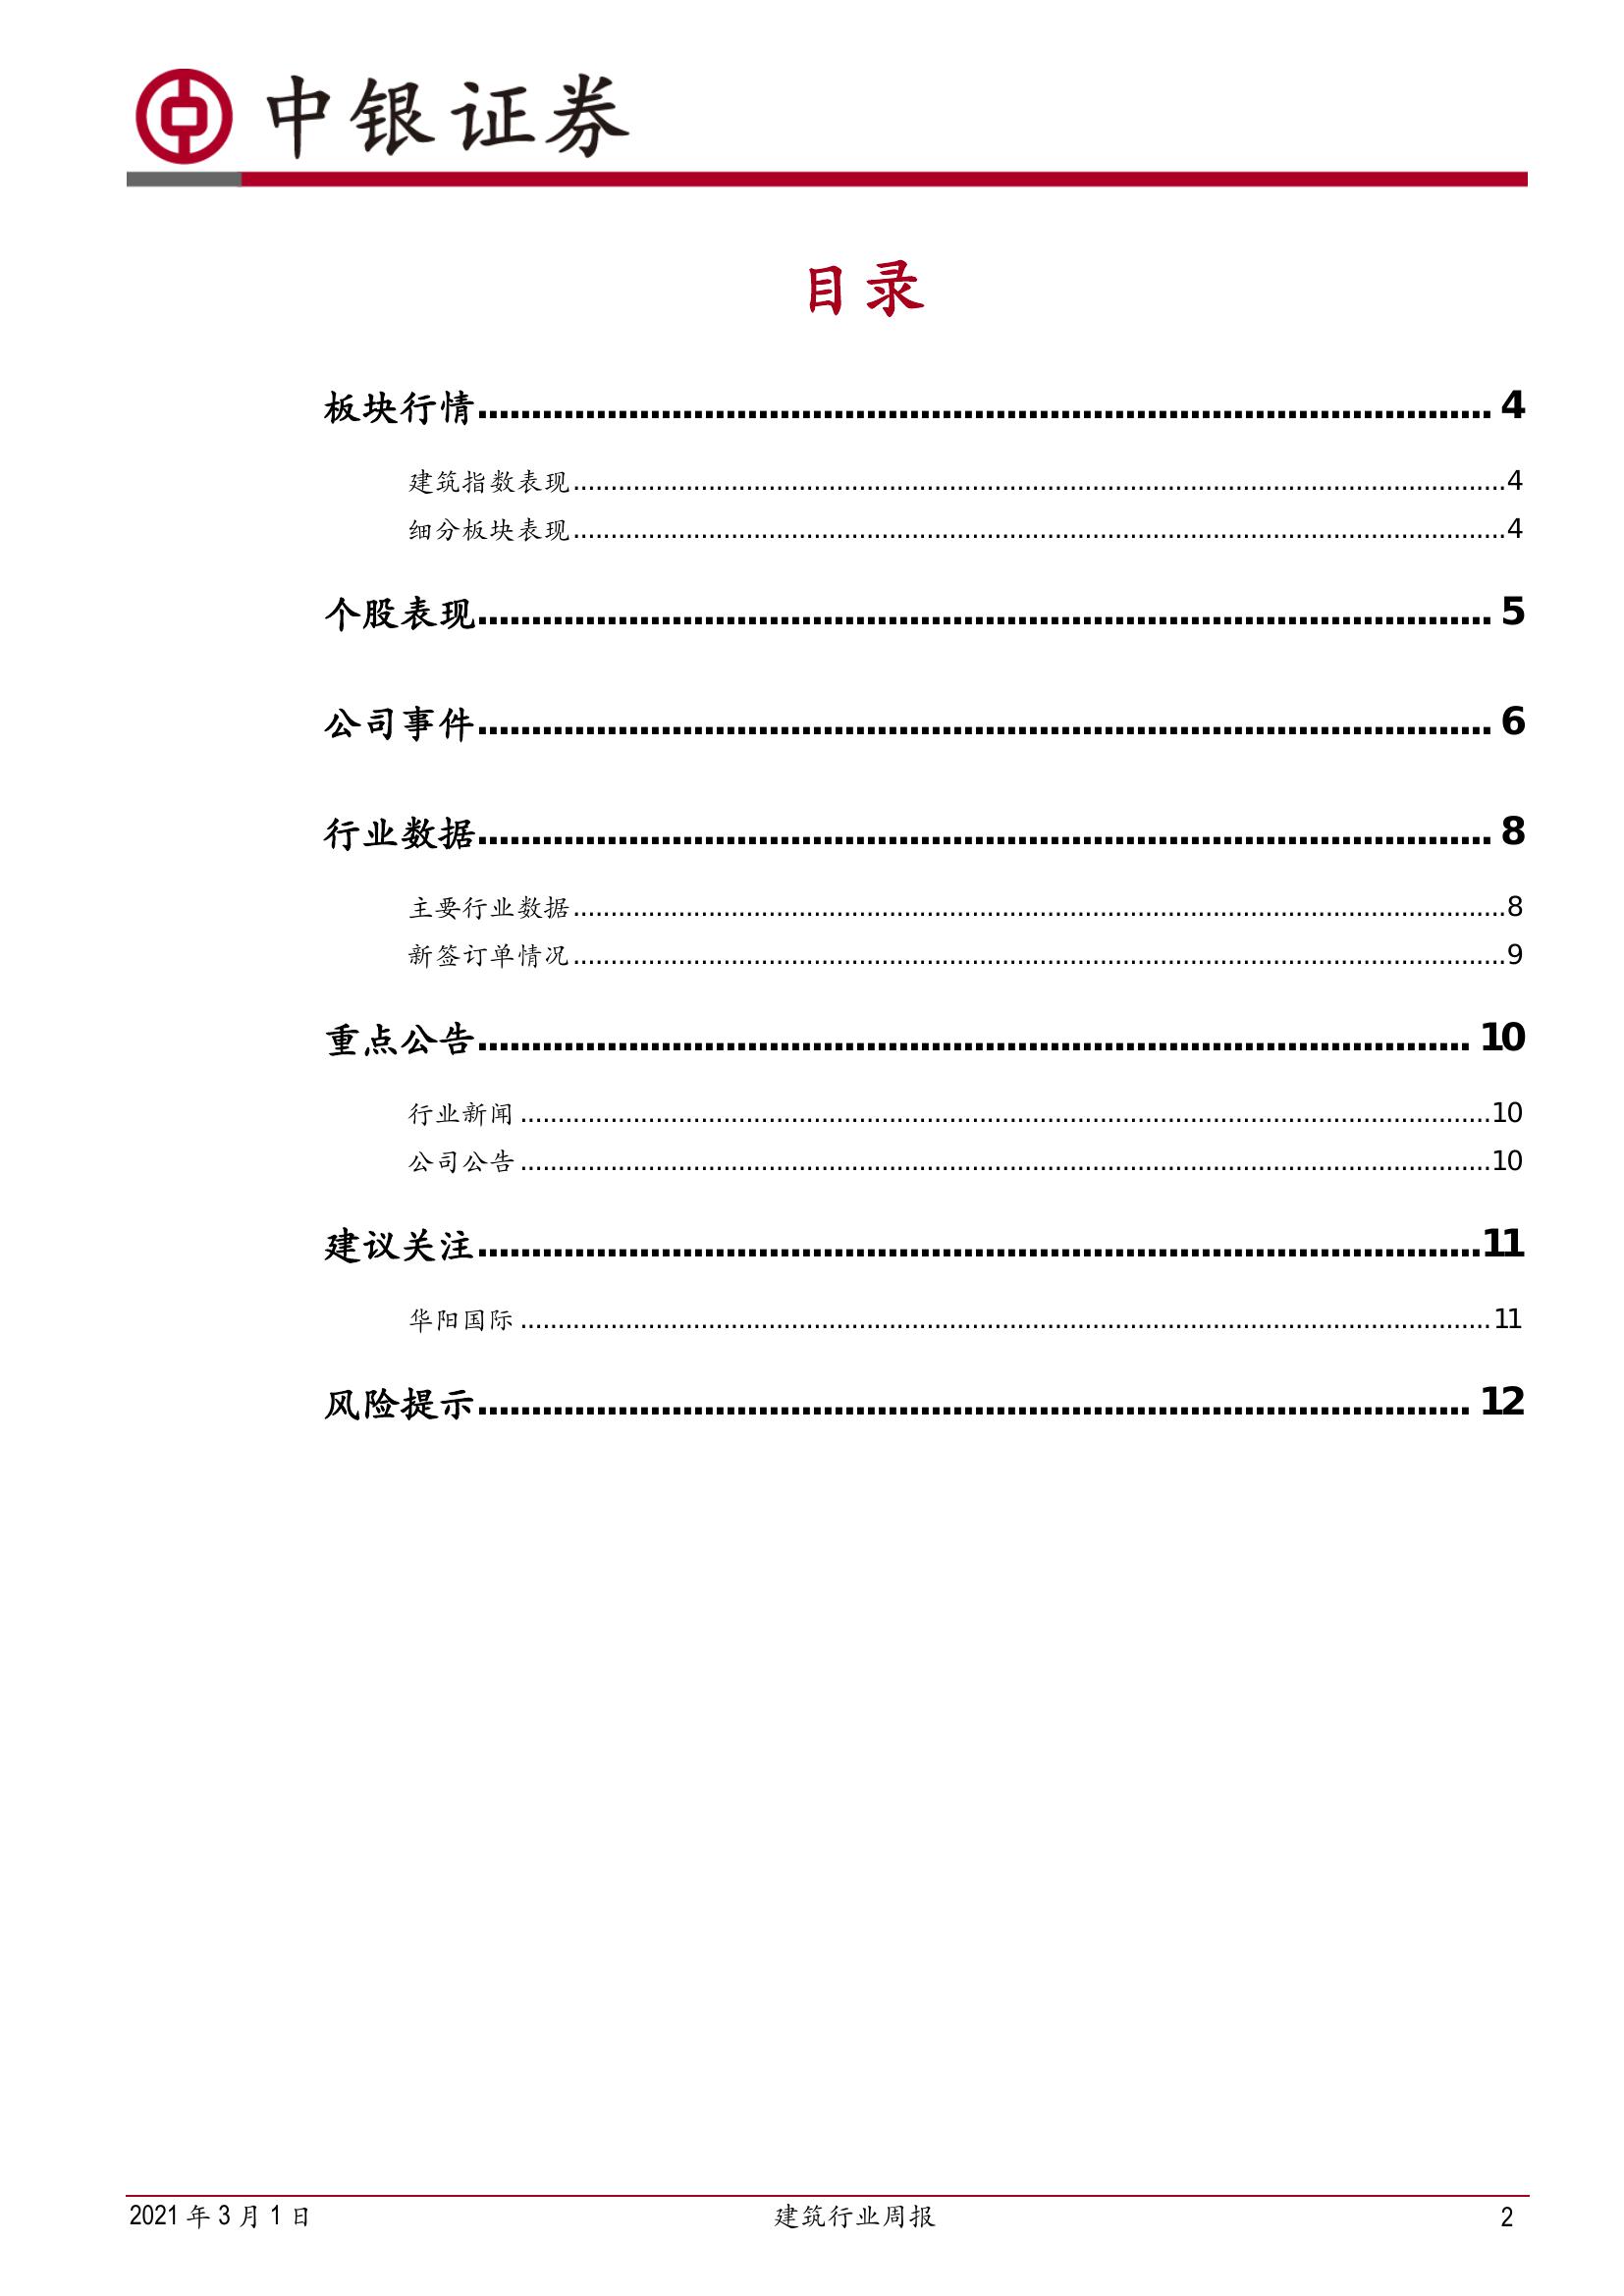 中银证券
目录
板块行情 4
建筑指数表现 4
细分板块表现 4
个股表现 5
公司事件 6
行业数据 8
主要行业数据 8
新签订单情况 9
重点公告 10
行业新闻 10
公司公告 10
建议关注 11
华阳国际 11
风险提示 12
2021 年 3 月 1 日 建筑行业周报 2